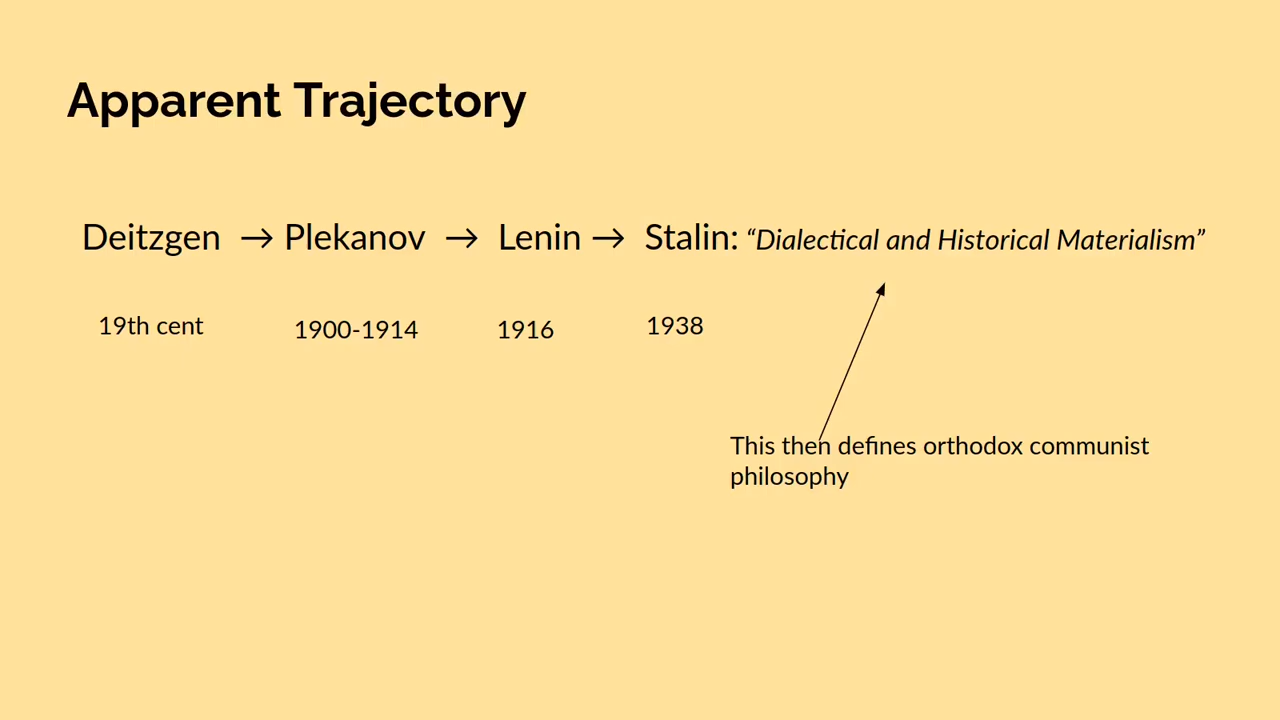 Apparent Trajectory
Deitzgen → Plekanov → Lenin → Stalin: “Dialectical and Historical Materialism”
19th cent 1900-1914 1916 1938
This then defines orthodox communist
philosophy